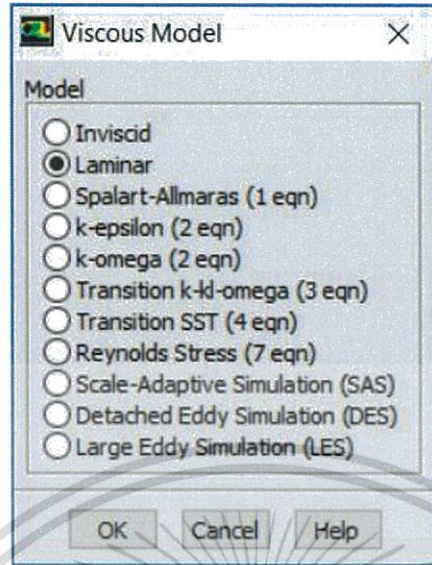 Viscous Model
Model
Inviscid
Laminar
Spalart-Allmaras (1 eqn)
k-epsilon (2 eqn)
k-omega (2 eqn)
Transition k-kl-omega (3 eqn)
Transition SST (4 eqn)
Reynolds Stress (7 eqn)
Scale-Adaptive Simulation (SAS)
Detached Eddy Simulation (DES)
Large Eddy Simulation (LES)
OK Cancel Help